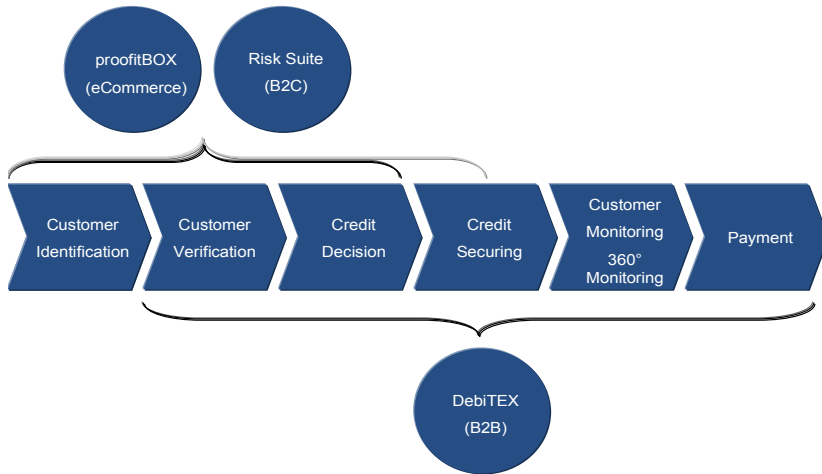 proofitBOX
(eCommerce)
Risk Suite
(B2C)
Customer
Identification
Customer
Verification
Credit
Decision
Credit
Securing
Customer
Monitoring
360°
Monitoring
Payment
DebiTEX
(B2B)